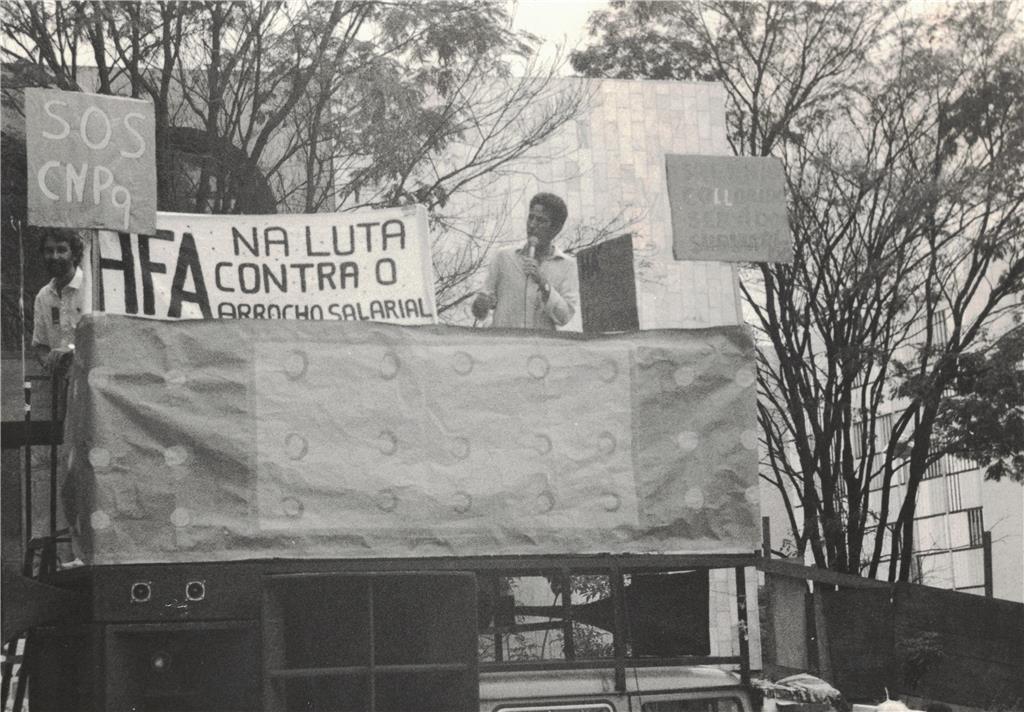 SOS
CNPq
HFA
NA LUTA
CONTRA O
ARROCHO SALARIAL